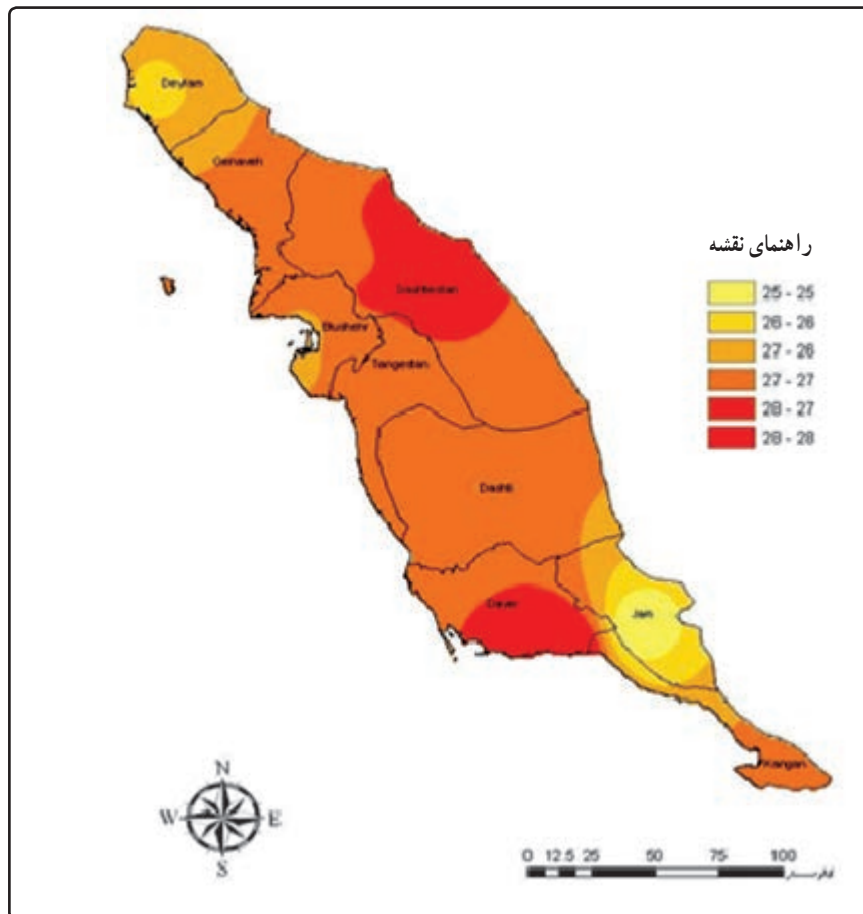 Deylam
Genaveh
راهنمای نقشه
25 - 25
26 - 26
27 - 26
27 - 27
28 - 27
28 - 28
Bushehr
Tangestan
Dashti
Dayer
Jam
Kangan
N
W E
S
0 12.5 25 50 75 100